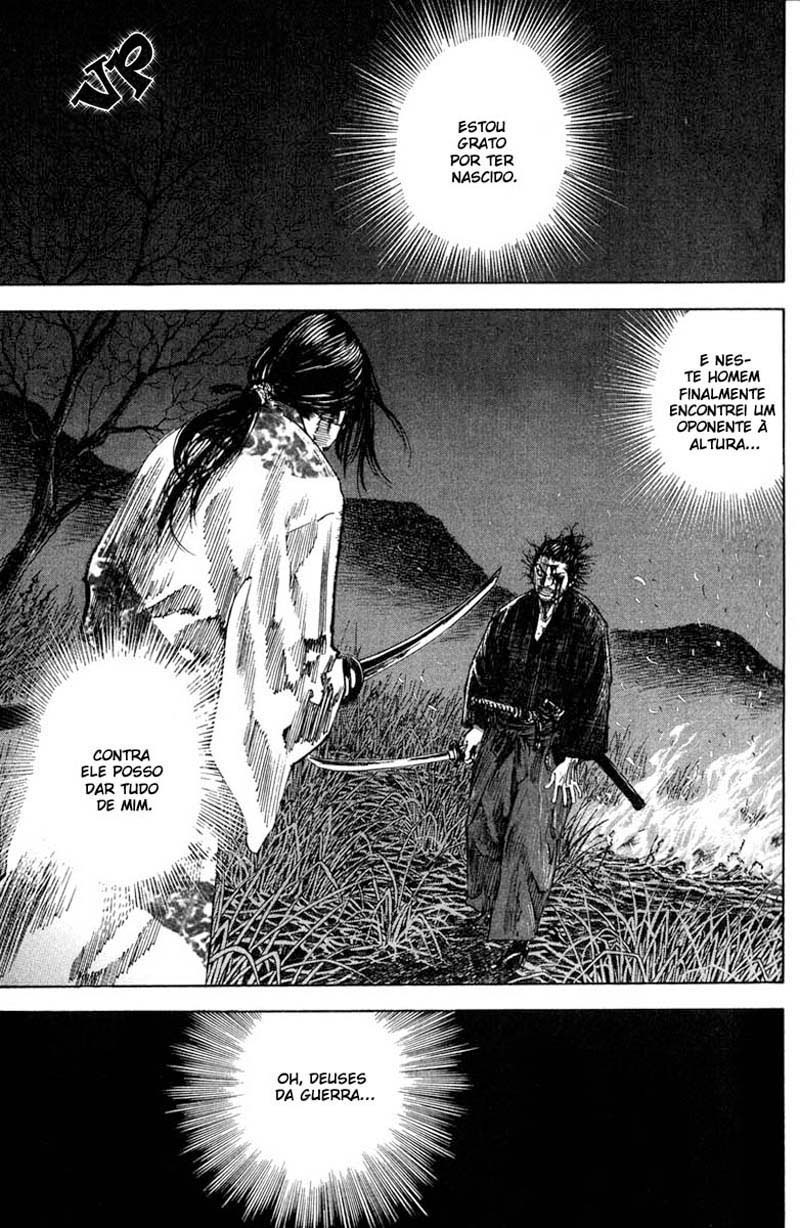 VP
ESTOU
GRATO
POR TER
NASCIDO.
E NES-
TE HOMEM
FINALMENTE
ENCONTREI UM
OPONENTE À
ALTURA...
CONTRA
ELE POSSO
DAR TUDO
DE MIM.
OH, DEUSES
DA GUERRA...